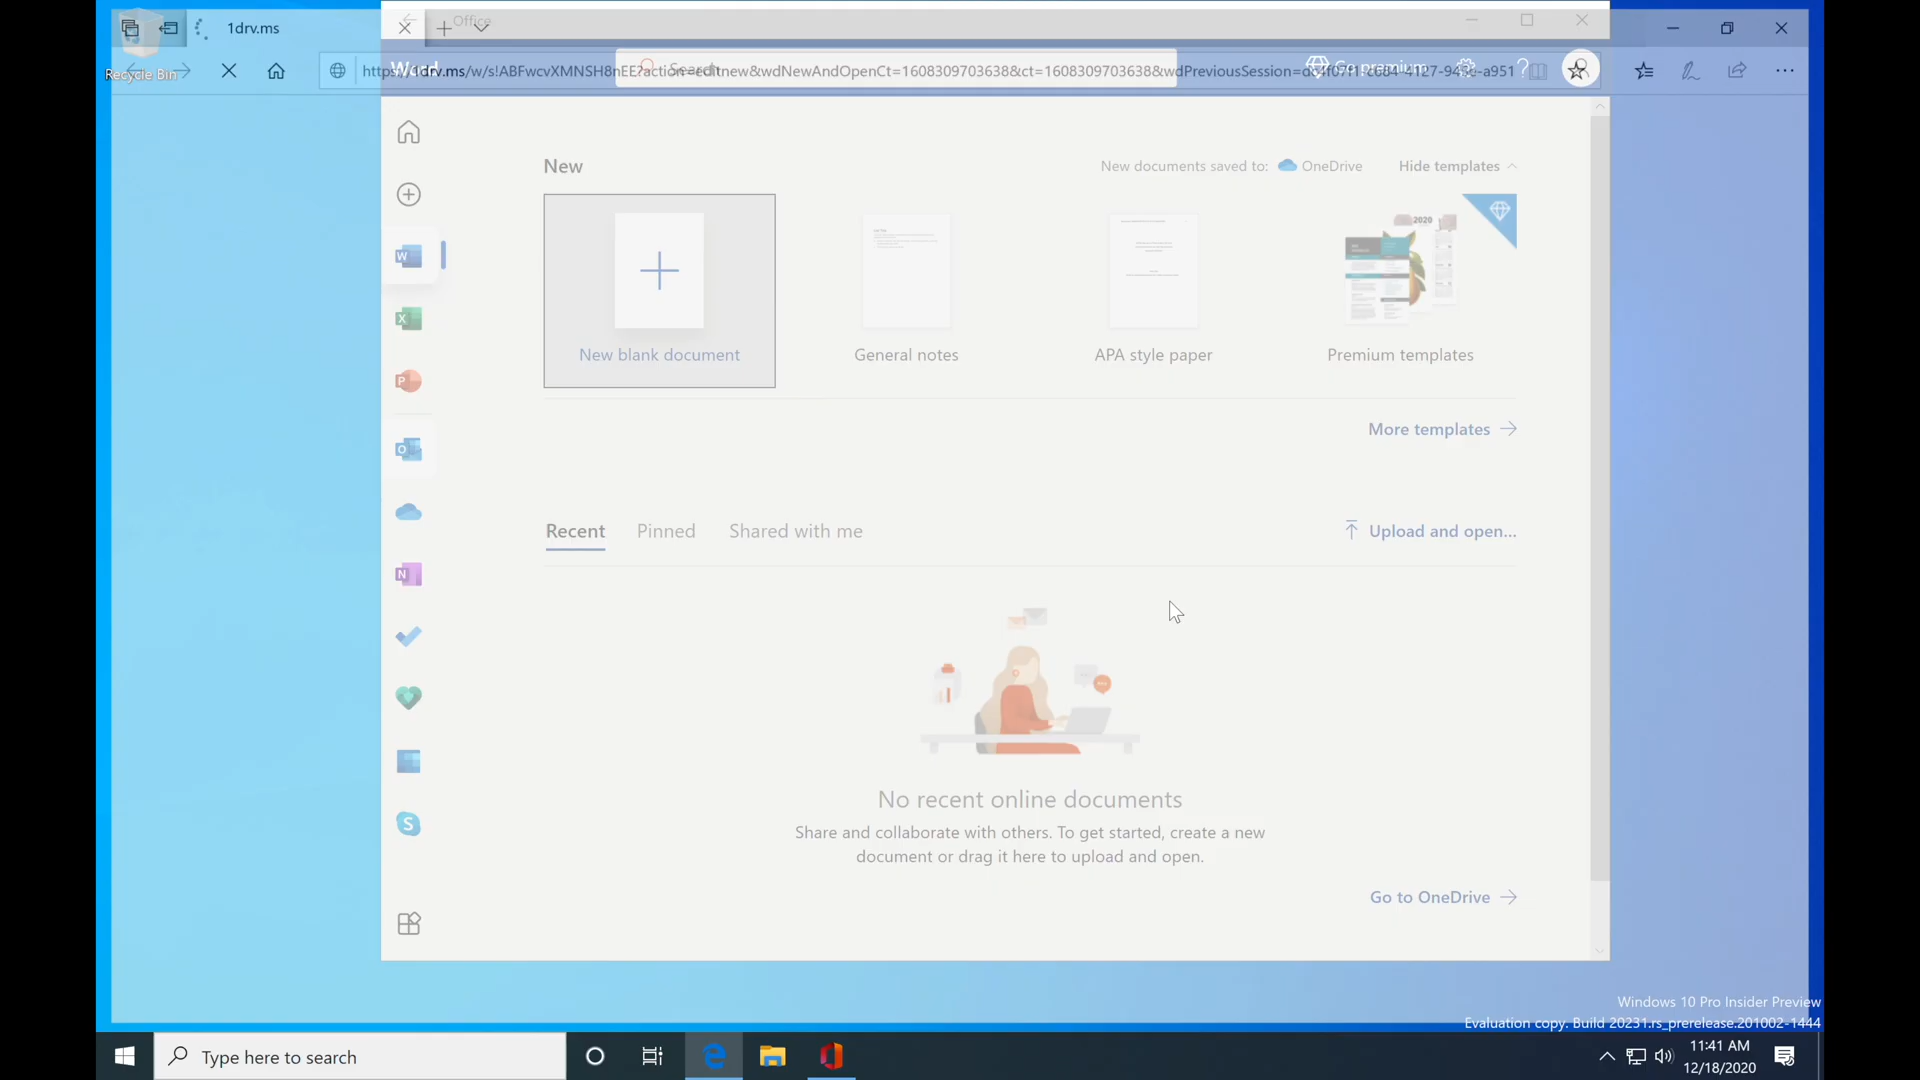 1drv.ms
Office
Recycle Bin
Word
Search
Go premium
New
New documents saved to: OneDrive
Hide templates
2020
New blank document
General notes
APA style paper
Premium templates
More templates
Recent
Pinned
Shared with me
Upload and open...
No recent online documents
Share and collaborate with others. To get started, create a new
document or drag it here to upload and open.
Go to OneDrive
Windows 10 Pro Insider Preview
Evaluation copy. Build 20231.rs_prerelease.201002-1444
Type here to search
11:41 AM
12/18/2020